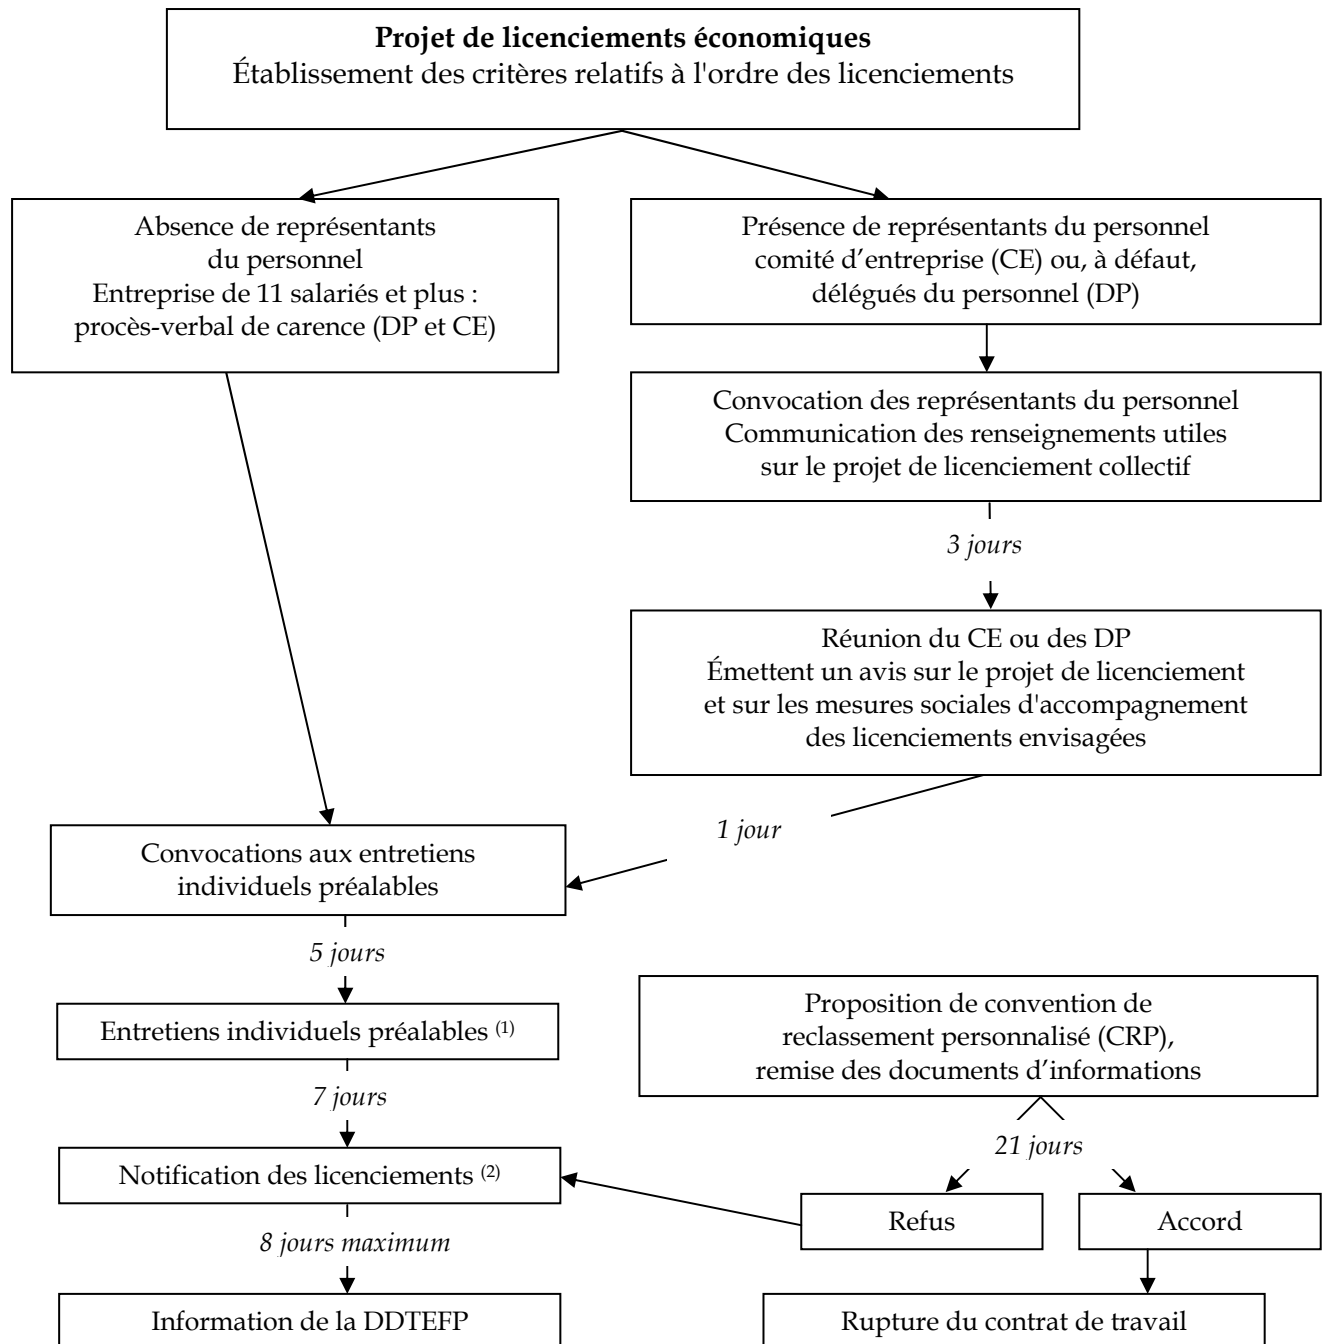 Projet de licenciements économiques
Établissement des critères relatifs à l'ordre des licenciements
Absence de représentants
du personnel
Entreprise de 11 salariés et plus :
procès-verbal de carence (DP et CE)
Présence de représentants du personnel
comité d’entreprise (CE) ou, à défaut,
délégués du personnel (DP)
Convocation des représentants du personnel
Communication des renseignements utiles
sur le projet de licenciement collectif
3 jours
Réunion du CE ou des DP
Émettent un avis sur le projet de licenciement
et sur les mesures sociales d'accompagnement
des licenciements envisagées
1 jour
Convocations aux entretiens
individuels préalables
5 jours
Entretiens individuels préalables (1)
7 jours
Notification des licenciements (2)
8 jours maximum
Information de la DDTEFP
Proposition de convention de
reclassement personnalisé (CRP),
remise des documents d’informations
21 jours
Refus
Accord
Rupture du contrat de travail